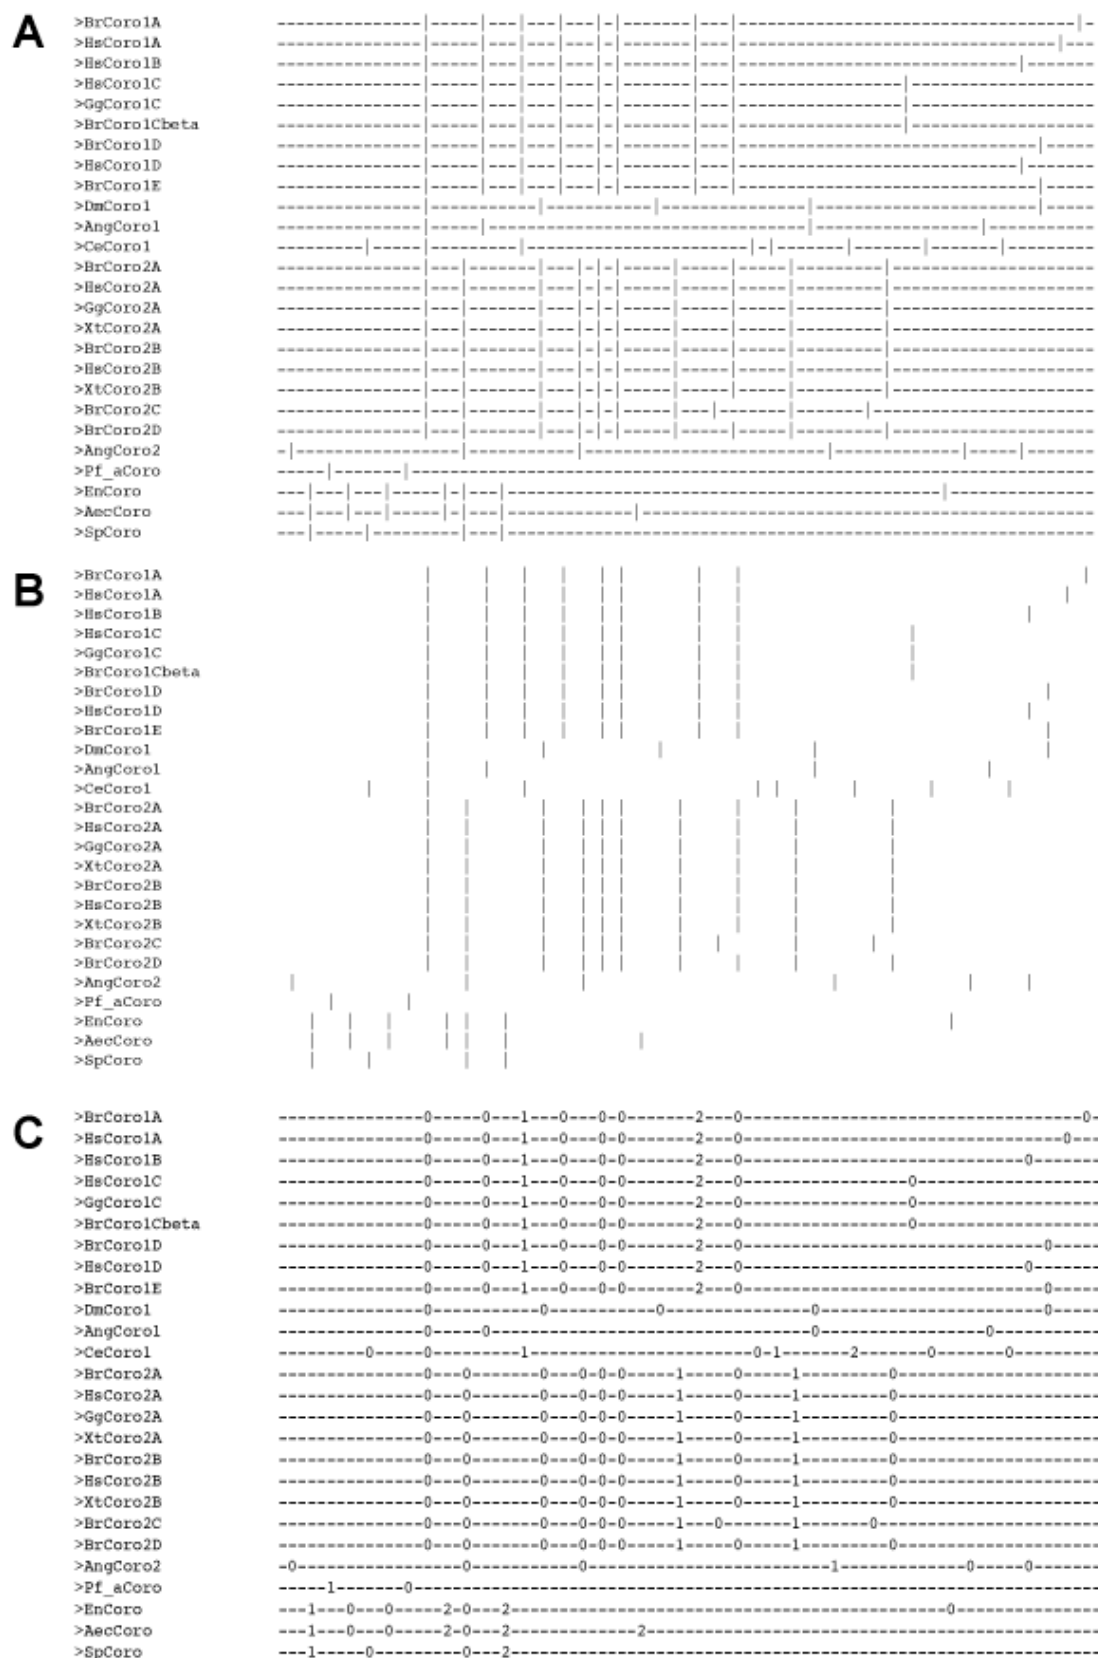 A
>BrCoro1A ---------------|-----|---|---|---|-|-------|---|-----------------------------------|-
>HsCoro1A ---------------|-----|---|---|---|-|-------|---|---------------------------------|---
>HsCoro1B ---------------|-----|---|---|---|-|-------|---|-----------------------------|-------
>HsCoro1C ---------------|-----|---|---|---|-|-------|---|-----------------|-------------------
>GgCoro1C ---------------|-----|---|---|---|-|-------|---|-----------------|-------------------
>BrCoro1Cbeta ---------------|-----|---|---|---|-|-------|---|-----------------|-------------------
>BrCoro1D ---------------|-----|---|---|---|-|-------|---|-------------------------------|-----
>HsCoro1D ---------------|-----|---|---|---|-|-------|---|-----------------------------|-------
>BrCoro1E ---------------|-----|---|---|---|-|-------|---|-------------------------------|-----
>DmCoro1 ---------------|-----------|-----------|---------------|-----------------------|-----
>AngCoro1 ---------------|-----|---------------------------------|-----------------|-----------
>CeCoro1 ---------|-----|---------|-----------------------|-|-------|-------|-------|---------
>BrCoro2A ---------------|---|-------|---|-|-|-----|-----|-----|---------|---------------------
>HsCoro2A ---------------|---|-------|---|-|-|-----|-----|-----|---------|---------------------
>GgCoro2A ---------------|---|-------|---|-|-|-----|-----|-----|---------|---------------------
>XtCoro2A ---------------|---|-------|---|-|-|-----|-----|-----|---------|---------------------
>BrCoro2B ---------------|---|-------|---|-|-|-----|-----|-----|---------|---------------------
>HsCoro2B ---------------|---|-------|---|-|-|-----|-----|-----|---------|---------------------
>XtCoro2B ---------------|---|-------|---|-|-|-----|-----|-----|---------|---------------------
>BrCoro2C ---------------|---|-------|---|-|-|-----|---|-------|-------|-----------------------
>BrCoro2D ---------------|---|-------|---|-|-|-----|-----|-----|---------|---------------------
>AngCoro2 -|-----------------|-----------|-------------------------|-------------|-----|-------
>Pf_aCoro -----|-------|-----------------------------------------------------------------------
>EnCoro ---|---|---|-----|-|---|---------------------------------------------|---------------
>AecCoro ---|---|---|-----|-|---|-------------|-----------------------------------------------
>SpCoro ---|-----|---------|---|-------------------------------------------------------------
B
>BrCoro1A | | | | | | | | |
>HsCoro1A | | | | | | | | |
>HsCoro1B | | | | | | | | |
>HsCoro1C | | | | | | | | |
>GgCoro1C | | | | | | | | |
>BrCoro1Cbeta | | | | | | | | |
>BrCoro1D | | | | | | | | |
>HsCoro1D | | | | | | | | |
>BrCoro1E | | | | | | | | |
>DmCoro1 | | | | |
>AngCoro1 | | | |
>CeCoro1 | | | | | | | |
>BrCoro2A | | | | | | | | | |
>HsCoro2A | | | | | | | | | |
>GgCoro2A | | | | | | | | | |
>XtCoro2A | | | | | | | | | |
>BrCoro2B | | | | | | | | | |
>HsCoro2B | | | | | | | | | |
>XtCoro2B | | | | | | | | | |
>BrCoro2C | | | | | | | | | |
>BrCoro2D | | | | | | | | | |
>AngCoro2 | | | | | |
>Pf_aCoro | |
>EnCoro | | | | | | |
>AecCoro | | | | | | |
>SpCoro | | | |
C
>BrCoro1A ---------------0-----0---1---0---0-0-------2---0-----------------------------------0-
>HsCoro1A ---------------0-----0---1---0---0-0-------2---0---------------------------------0---
>HsCoro1B ---------------0-----0---1---0---0-0-------2---0-----------------------------0-------
>HsCoro1C ---------------0-----0---1---0---0-0-------2---0-----------------0-------------------
>GgCoro1C ---------------0-----0---1---0---0-0-------2---0-----------------0-------------------
>BrCoro1Cbeta ---------------0-----0---1---0---0-0-------2---0-----------------0-------------------
>BrCoro1D ---------------0-----0---1---0---0-0-------2---0-------------------------------0-----
>HsCoro1D ---------------0-----0---1---0---0-0-------2---0-----------------------------0-------
>BrCoro1E ---------------0-----0---1---0---0-0-------2---0-------------------------------0-----
>DmCoro1 ---------------0-----------0-----------0---------------0-----------------------0-----
>AngCoro1 ---------------0-----0---------------------------------0-----------------0-----------
>CeCoro1 ---------0-----0---------1-----------------------0-1-------2-------0-------0---------
>BrCoro2A ---------------0---0-------0---0-0-0-----1-----0-----1---------0---------------------
>HsCoro2A ---------------0---0-------0---0-0-0-----1-----0-----1---------0---------------------
>GgCoro2A ---------------0---0-------0---0-0-0-----1-----0-----1---------0---------------------
>XtCoro2A ---------------0---0-------0---0-0-0-----1-----0-----1---------0---------------------
>BrCoro2B ---------------0---0-------0---0-0-0-----1-----0-----1---------0---------------------
>HsCoro2B ---------------0---0-------0---0-0-0-----1-----0-----1---------0---------------------
>XtCoro2B ---------------0---0-------0---0-0-0-----1-----0-----1---------0---------------------
>BrCoro2C ---------------0---0-------0---0-0-0-----1---0-------1-------0-----------------------
>BrCoro2D ---------------0---0-------0---0-0-0-----1-----0-----1---------0---------------------
>AngCoro2 -0-----------------0-----------0-------------------------1-------------0-----0-------
>Pf_aCoro -----1-------0-----------------------------------------------------------------------
>EnCoro ---1---0---0-----2-0---2---------------------------------------------0---------------
>AecCoro ---1---0---0-----2-0---2-------------2-----------------------------------------------
>SpCoro ---1-----0---------0---2-------------------------------------------------------------